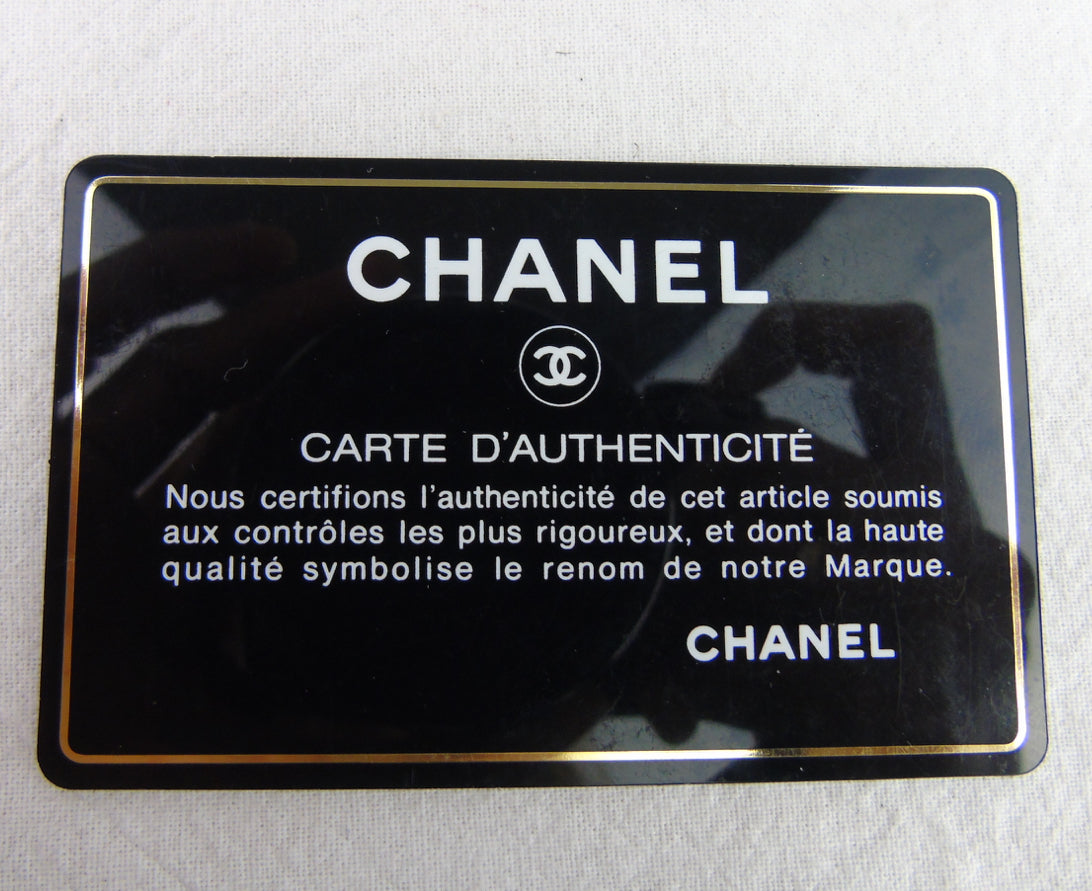 CHANEL
CARTE D'AUTHENTICITÉ
Nous certifions l'authenticité de cet article soumis
aux contrôles les plus rigoureux, et dont la haute
qualité symbolise le renom de notre Marque.
CHANEL